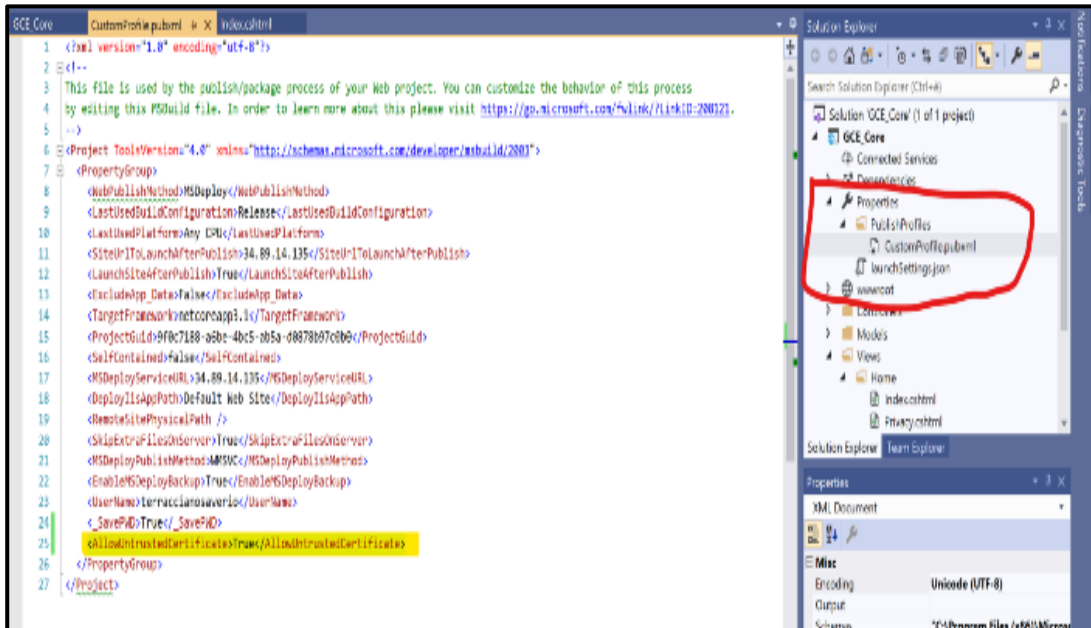 GCE_Core
CustomProfile.pubxml
Index.cshtml
1 <?xml version="1.0" encoding="utf-8"?>
2 <!--
3 This file is used by the publish/package process of your Web project. You can customize the behavior of this process
4 by editing this MSBuild file. In order to learn more about this please visit https://go.microsoft.com/fwlink/?LinkID=208121.
5 -->
6 <Project ToolsVersion="4.0" xmlns="http://schemas.microsoft.com/developer/msbuild/2003">
7 <PropertyGroup>
8 <WebPublishMethod>MSDeploy</WebPublishMethod>
9 <LastUsedBuildConfiguration>Release</LastUsedBuildConfiguration>
10 <LastUsedPlatform>Any CPU</LastUsedPlatform>
11 <SiteUrlToLaunchAfterPublish>34.89.14.135</SiteUrlToLaunchAfterPublish>
12 <LaunchSiteAfterPublish>True</LaunchSiteAfterPublish>
13 <ExcludeApp_Data>False</ExcludeApp_Data>
14 <TargetFramework>netcoreapp3.1</TargetFramework>
15 <ProjectGuid>9f0c7188-a6be-4bc5-ab5a-d0878b97c0b0</ProjectGuid>
16 <SelfContained>false</SelfContained>
17 <MSDeployServiceURL>34.89.14.135</MSDeployServiceURL>
18 <DeployIisAppPath>Default Web Site</DeployIisAppPath>
19 <RemoteSitePhysicalPath />
20 <SkipExtraFilesOnServer>True</SkipExtraFilesOnServer>
21 <MSDeployPublishMethod>WMSVC</MSDeployPublishMethod>
22 <EnableMSDeployBackup>True</EnableMSDeployBackup>
23 <UserName>terraccianosaverio</UserName>
24 <_SavePWD>True</_SavePWD>
25 <AllowUntrustedCertificate>True</AllowUntrustedCertificate>
26 </PropertyGroup>
27 </Project>
Solution Explorer
Search Solution Explorer (Ctrl+è)
Solution 'GCE_Core' (1 of 1 project)
GCE_Core
Connected Services
Dependencies
Properties
PublishProfiles
CustomProfile.pubxml
launchSettings.json
wwwroot
Models
Views
Home
Index.cshtml
Privacy.cshtml
Solution Explorer Team Explorer
Properties
XML Document
Misc
Encoding Unicode (UTF-8)
Output
Schemas "C:\Program Files (x86)\Microso
Notifications
Diagnostic Tools